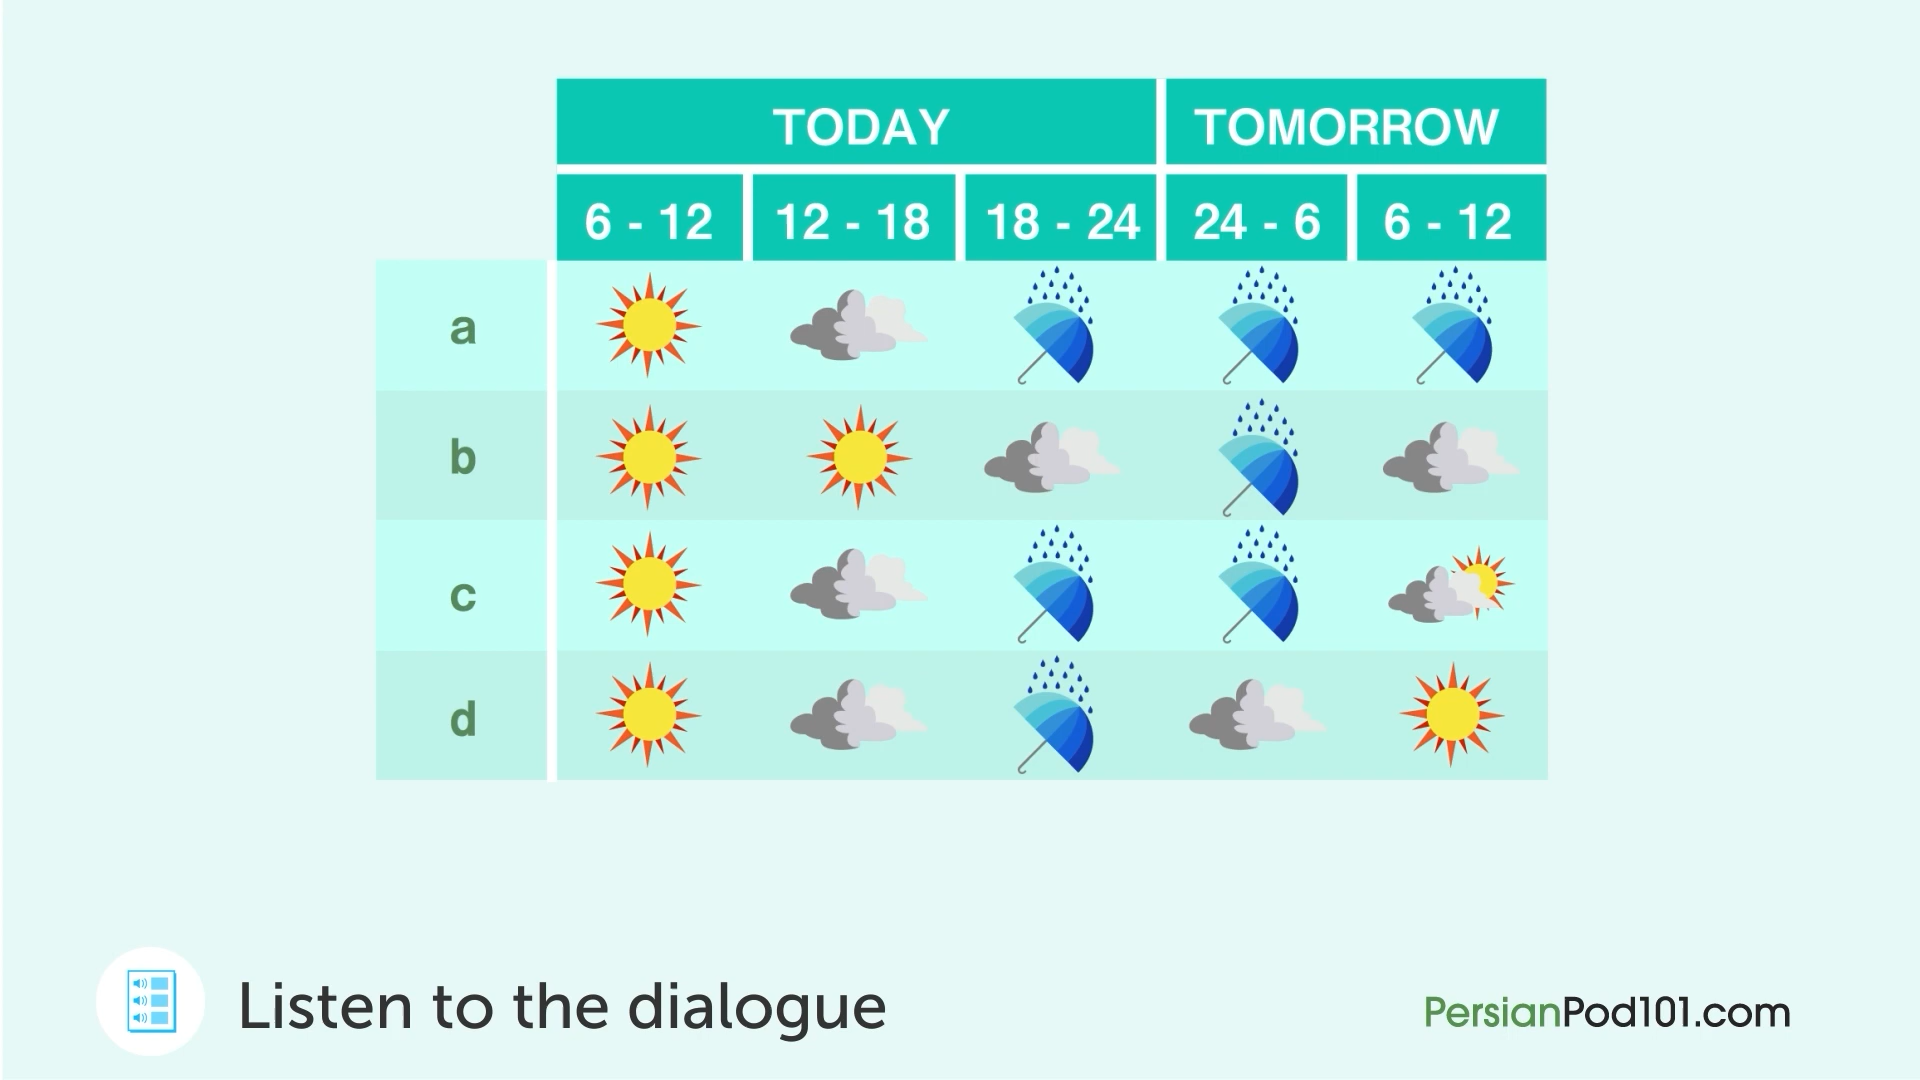 TODAY TOMORROW
6 - 12 12 - 18 18 - 24 24 - 6 6 - 12
a
b
c
d
Listen to the dialogue
PersianPod101.com